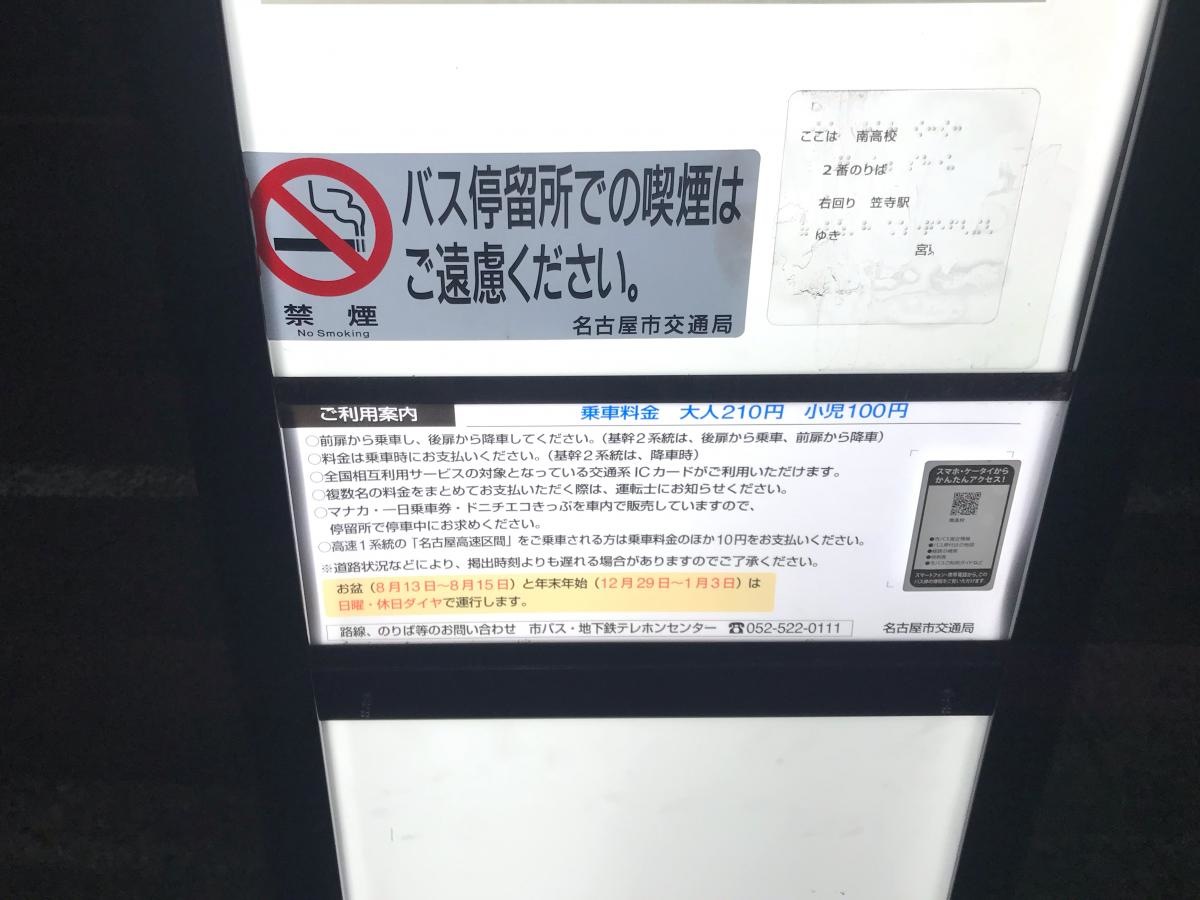 バス停留所での喫煙は
ご遠慮ください。
禁煙
No Smoking
名古屋市交通局
ここは 南高校
2番のりば
右回り 笠寺駅
ゆき
宮
ご利用案内
乗車料金 大人210円 小児100円
○前扉から乗車し、後扉から降車してください。(基幹2系統は、後扉から乗車、前扉から降車)
○料金は乗車時にお支払いください。(基幹2系統は、降車時)
○全国相互利用サービスの対象となっている交通系ICカードがご利用いただけます。
○複数名の料金をまとめてお支払いただく際は、運転士にお知らせください。
○マナカ・一日乗車券・ドニチエコきっぷを車内で販売していますので、
停留所で停車中にお求めください。
○高速1系統の「名古屋高速区間」をご乗車される方は乗車料金のほか10円をお支払ください。
※道路状況などにより、掲出時刻よりも遅れる場合がありますのでご了承ください。
お盆(8月13日〜8月15日)と年末年始(12月29日〜1月3日)は
日曜・休日ダイヤで運行します。
路線、のりば等のお問い合わせ 市バス・地下鉄テレホンセンター ☎052-522-0111
名古屋市交通局
スマホ・ケータイから
かんたんアクセス!
南高校
スマートフォン・携帯電話から、この